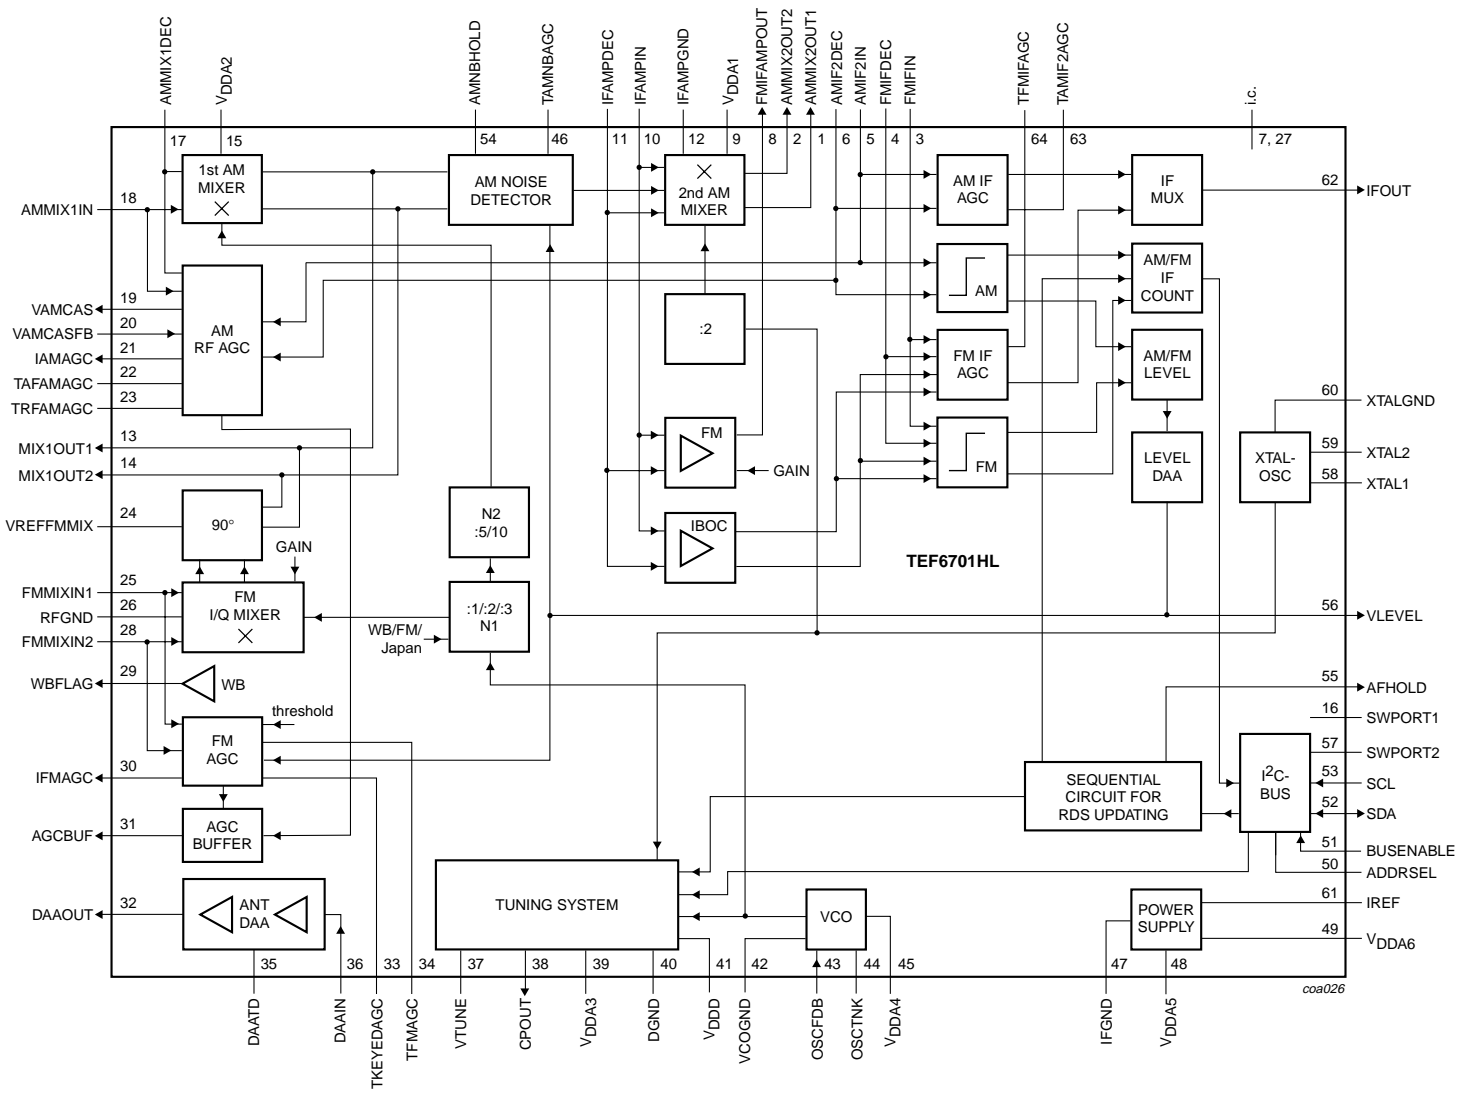 AMMIX1DEC
VDDA2
AMNBHOLD
TAMNBAGC
IFAMPDEC
IFAMPIN
IFAMPGND
VDDA1
FMIFAMPOUT
AMMIX2OUT2
AMMIX2OUT1
AMIF2DEC
AMIF2IN
FMIFDEC
FMIFIN
TFMIFAGC
TAMIF2AGC
i.c.
17
15
54
46
11
10
12
9
8
2
1
6
5
4
3
64
63
7, 27
1st AM
MIXER
AM NOISE
DETECTOR
2nd AM
MIXER
AM IF
AGC
IF
MUX
62
IFOUT
AMMIX1IN
18
AM
AM/FM
IF
COUNT
AM
RF AGC
:2
VAMCAS
19
VAMCASFB
20
IAMAGC
21
TAFAMAGC
22
TRFAMAGC
23
FM IF
AGC
AM/FM
LEVEL
60
XTALGND
MIX1OUT1
13
MIX1OUT2
14
FM
GAIN
FM
LEVEL
DAA
XTAL-
OSC
59
XTAL2
58
XTAL1
VREFFMMIX
24
90°
GAIN
N2
:5/10
IBOC
TEF6701HL
FMMIXIN1
25
RFGND
26
FMMIXIN2
28
FM
I/Q MIXER
WB/FM/
Japan
:1/:2/:3
N1
56
VLEVEL
WBFLAG
29
WB
55
AFHOLD
16
SWPORT1
threshold
FM
AGC
57
SWPORT2
IFMAGC
30
SEQUENTIAL
CIRCUIT FOR
RDS UPDATING
I2C-
BUS
53
SCL
52
SDA
AGCBUF
31
AGC
BUFFER
51
BUSENABLE
50
ADDRSEL
DAAOUT
32
ANT
DAA
TUNING SYSTEM
VCO
POWER
SUPPLY
61
IREF
49
VDDA6
35
36
33
34
37
38
39
40
41
42
43
44
45
47
48
coa026
DAATD
DAAIN
TKEYEDAGC
TFMAGC
VTUNE
CPOUT
VDDA3
DGND
VDDD
VCOGND
OSCFDB
OSCTNK
VDDA4
IFGND
VDDA5